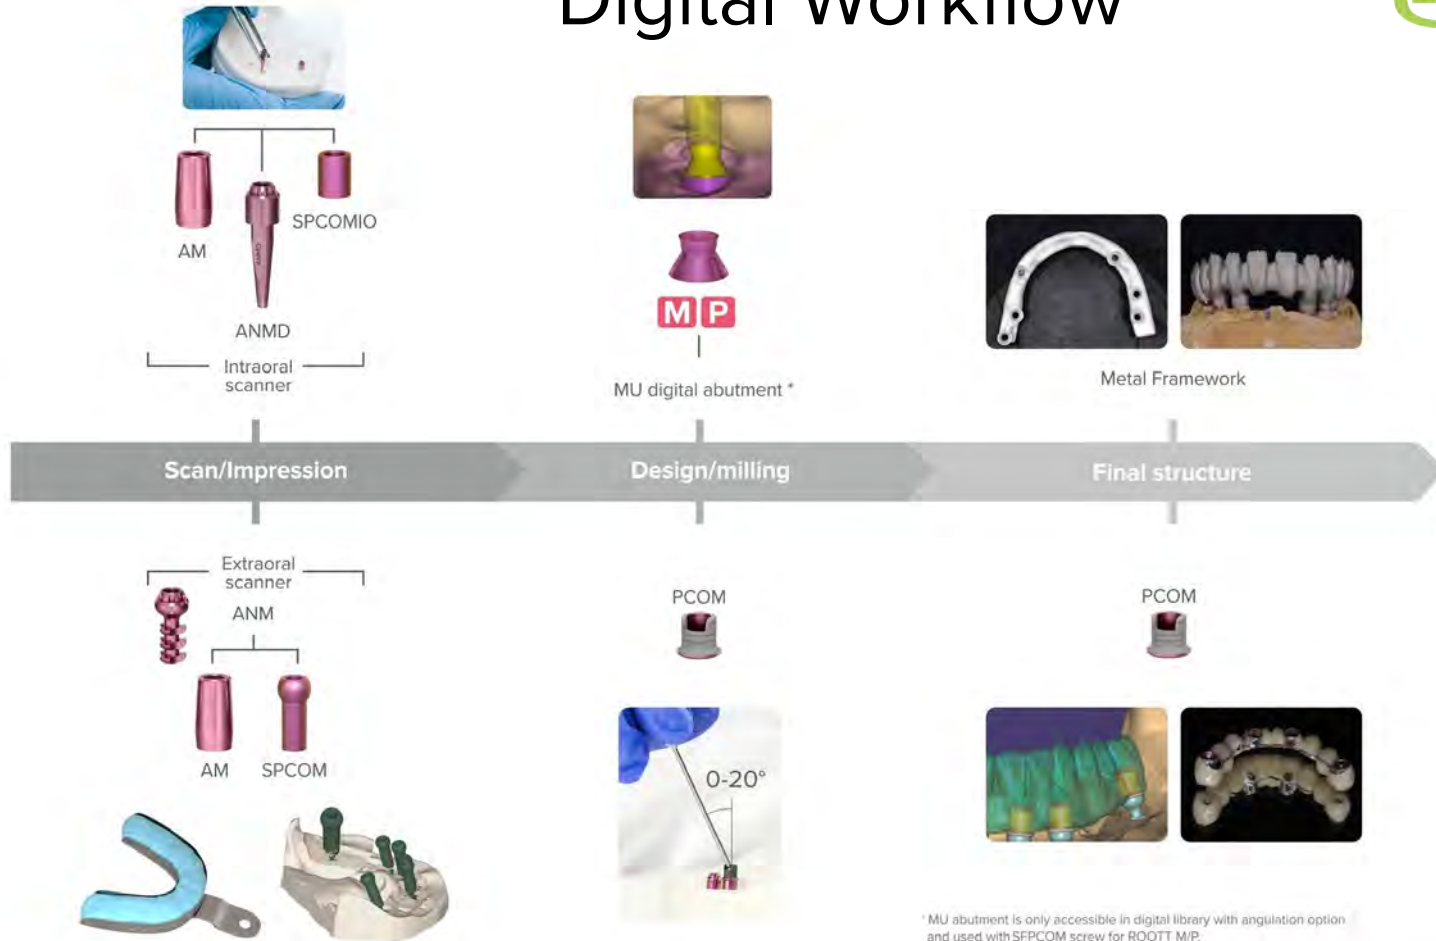 Digital Workflow
SPCOMIO
AM
ANMD
Intraoral
scanner
M P
MU digital abutment *
Metal Framework
Scan/Impression
Design/milling
Final structure
Extraoral
scanner
ANM
AM
SPCOM
PCOM
0-20°
PCOM
* MU abutment is only accessible in digital library with angulation option
and used with SFPCOM screw for ROOTT M/P.